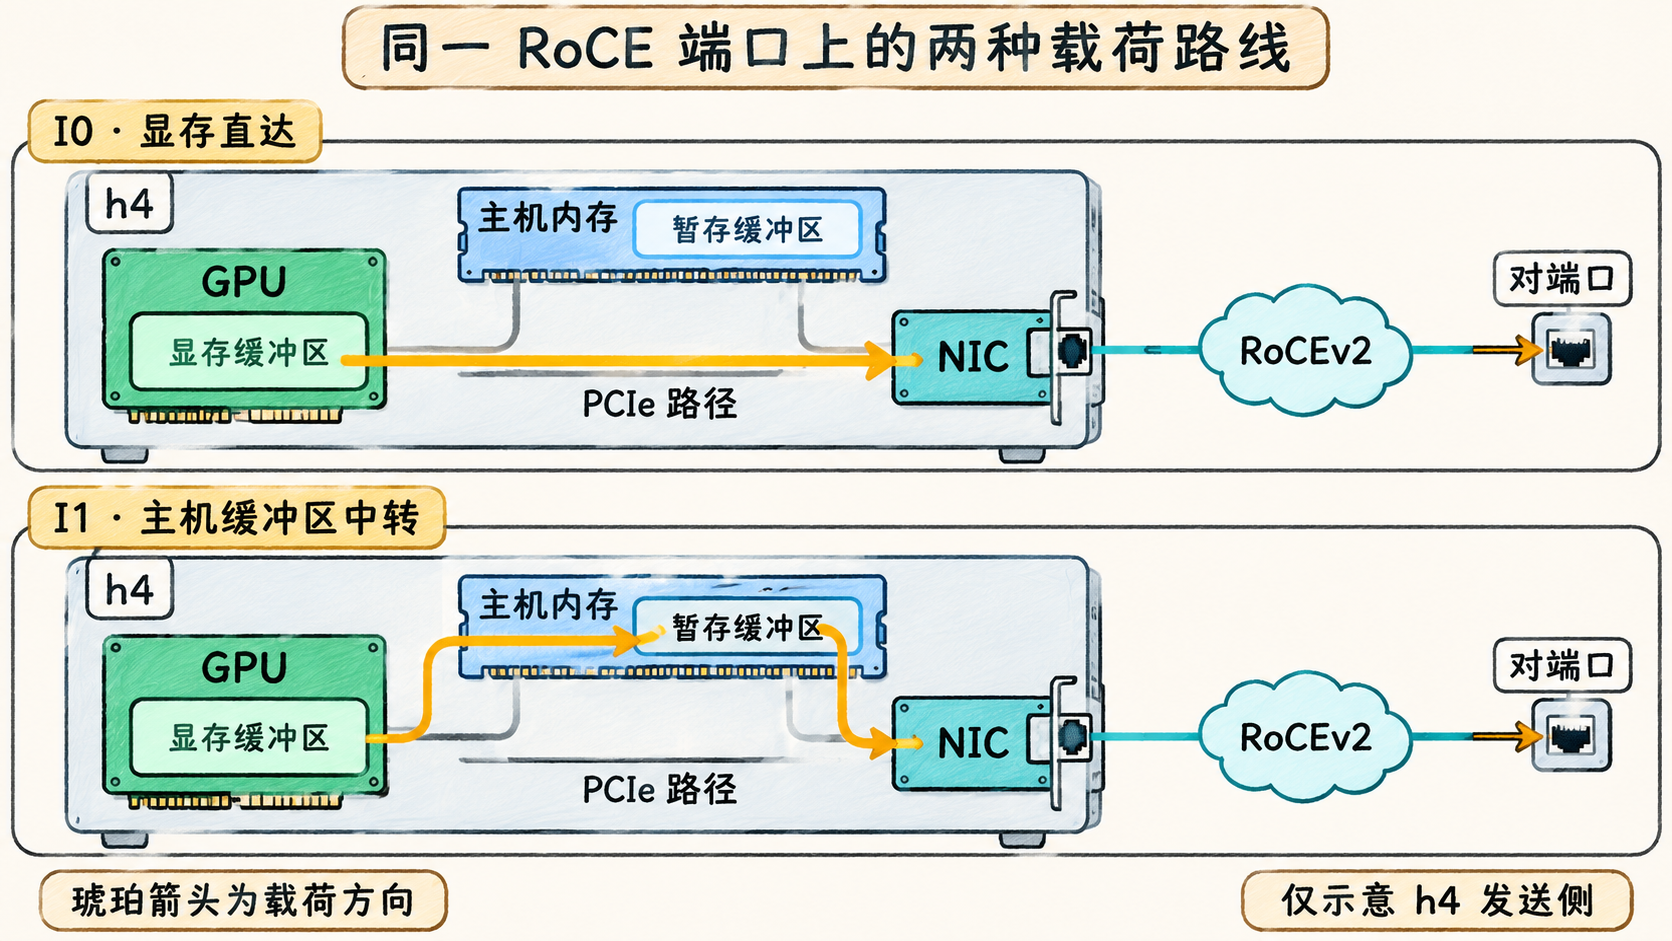 同一 RoCE 端口上的两种载荷路线
I0 · 显存直达
h4
主机内存
暂存缓冲区
GPU
显存缓冲区
PCIe 路径
NIC
RoCEv2
对端口
I1 · 主机缓冲区中转
h4
主机内存
暂存缓冲区
GPU
显存缓冲区
PCIe 路径
NIC
RoCEv2
对端口
琥珀箭头为载荷方向
仅示意 h4 发送侧